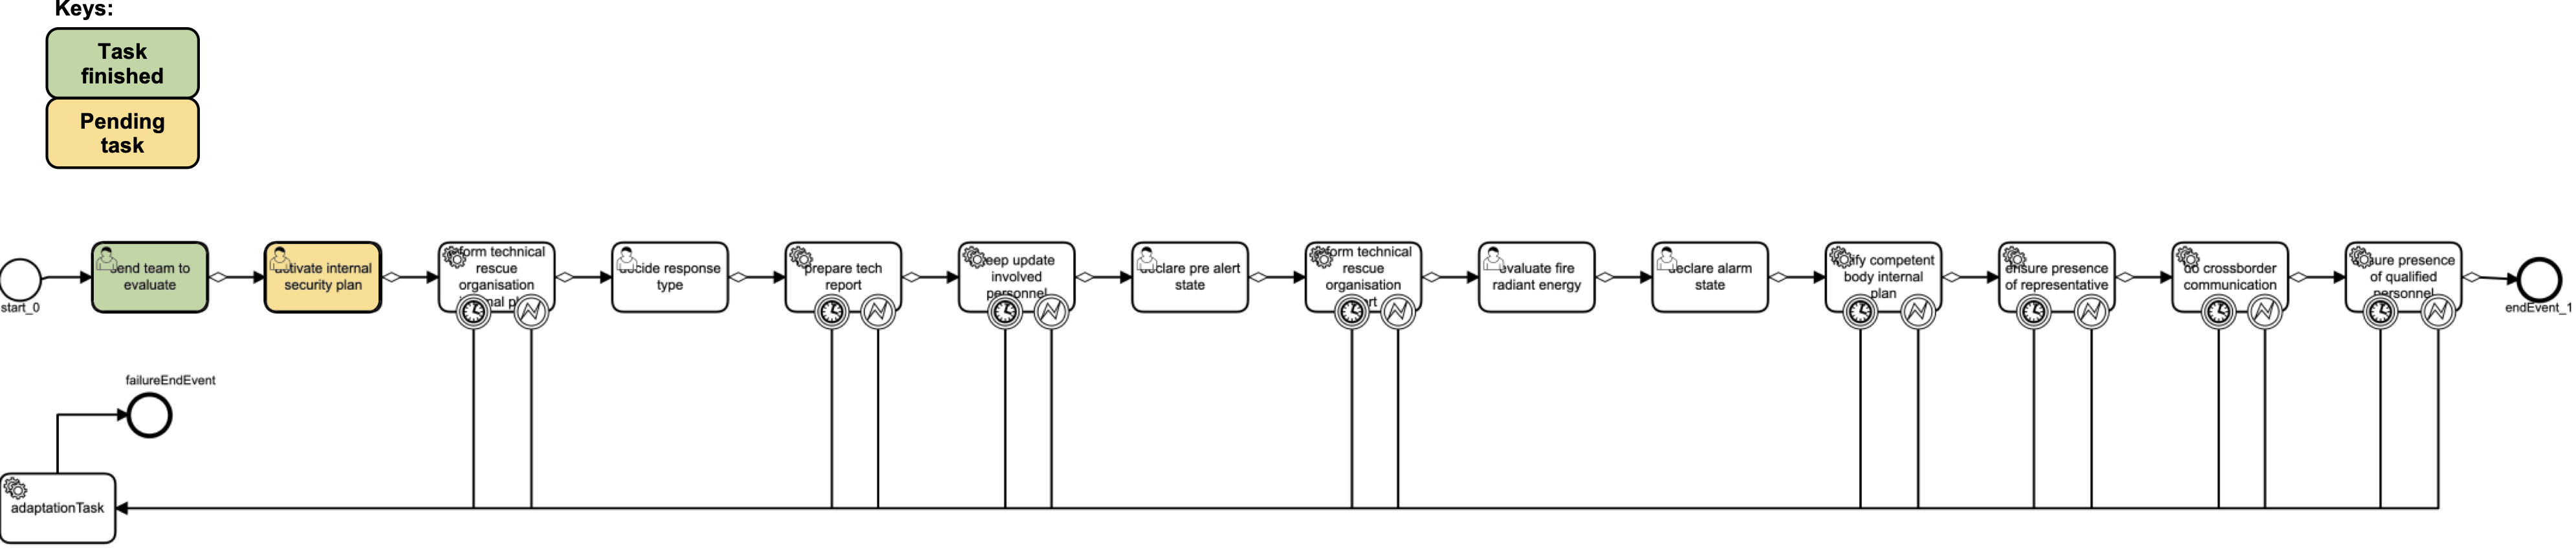 Keys:
Task
finished
Pending
task
start_0
send team to
evaluate
activate internal
security plan
inform technical
rescue
organisation
internal plan
decide response
type
prepare tech
report
keep update
involved
personnel
declare pre alert
state
inform technical
rescue
organisation
evaluate fire
radiant energy
declare alarm
state
notify competent
body internal
plan
ensure presence
of representative
do crossborder
communication
ensure presence
of qualified
personnel
endEvent_1
failureEndEvent
adaptationTask